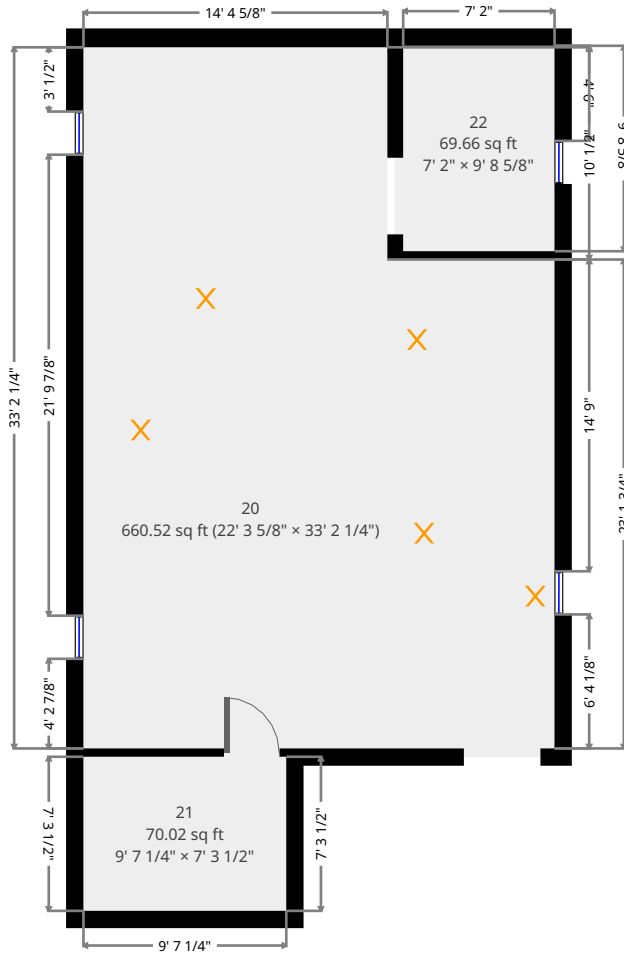 14' 4 5/8"
7' 2"
3' 1/2"
22
69.66 sq ft
7' 2" × 9' 8 5/8"
10' 1/2"
33' 2 1/4"
21' 9 7/8"
14' 9"
20
660.52 sq ft (22' 3 5/8" × 33' 2 1/4")
4' 2 7/8"
6' 4 1/8"
21
70.02 sq ft
9' 7 1/4" × 7' 3 1/2"
7' 3 1/2"
7' 3 1/2"
9' 7 1/4"